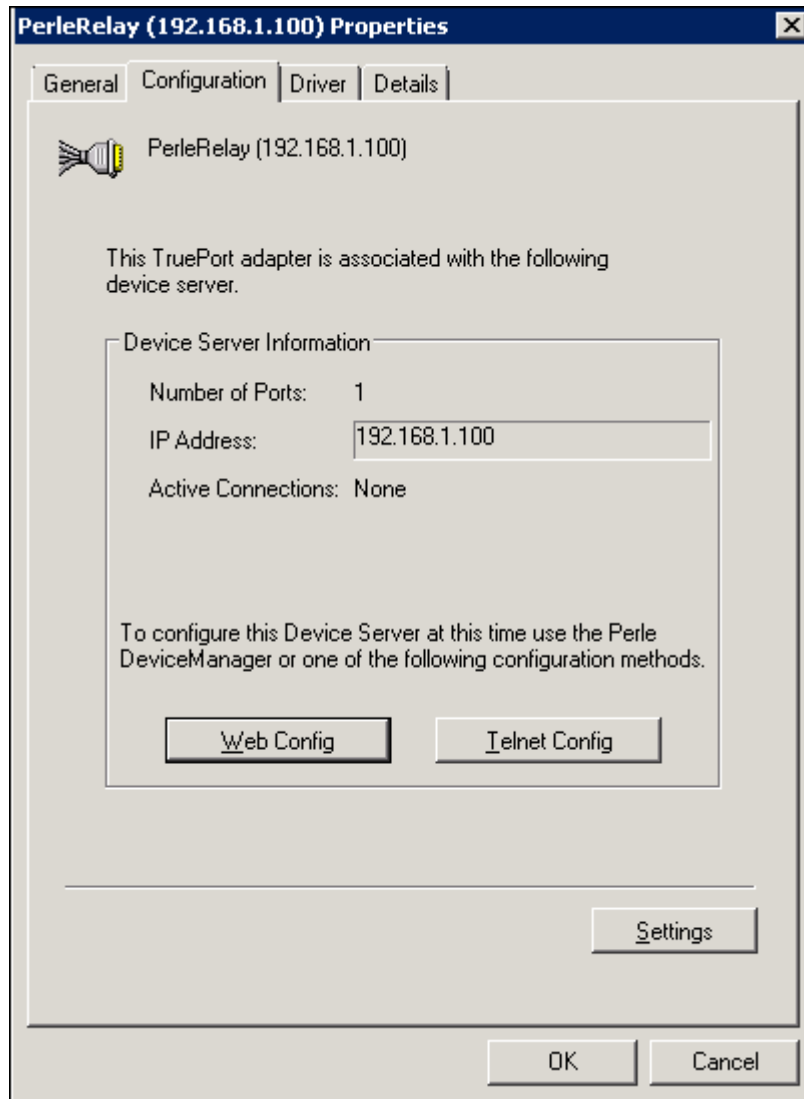 PerleRelay (192.168.1.100) Properties
General Configuration Driver Details
PerleRelay (192.168.1.100)
This TruePort adapter is associated with the following
device server.
Device Server Information
Number of Ports: 1
IP Address: 192.168.1.100
Active Connections: None
To configure this Device Server at this time use the Perle
DeviceManager or one of the following configuration methods.
Web Config Telnet Config
Settings
OK Cancel